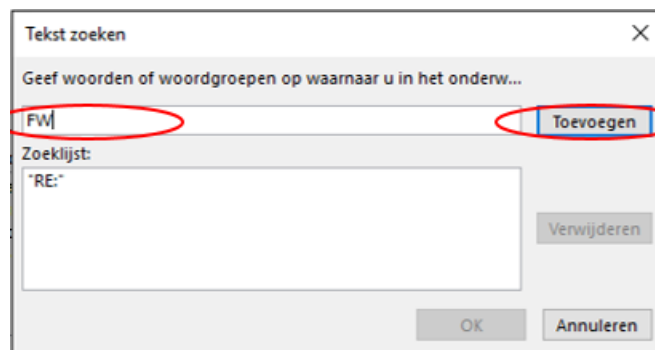 Tekst zoeken
Geef woorden of woordgroepen op waarnaar u in het onderw...
FW
Toevoegen
Zoeklijst:
"RE:"
Verwijderen
OK
Annuleren